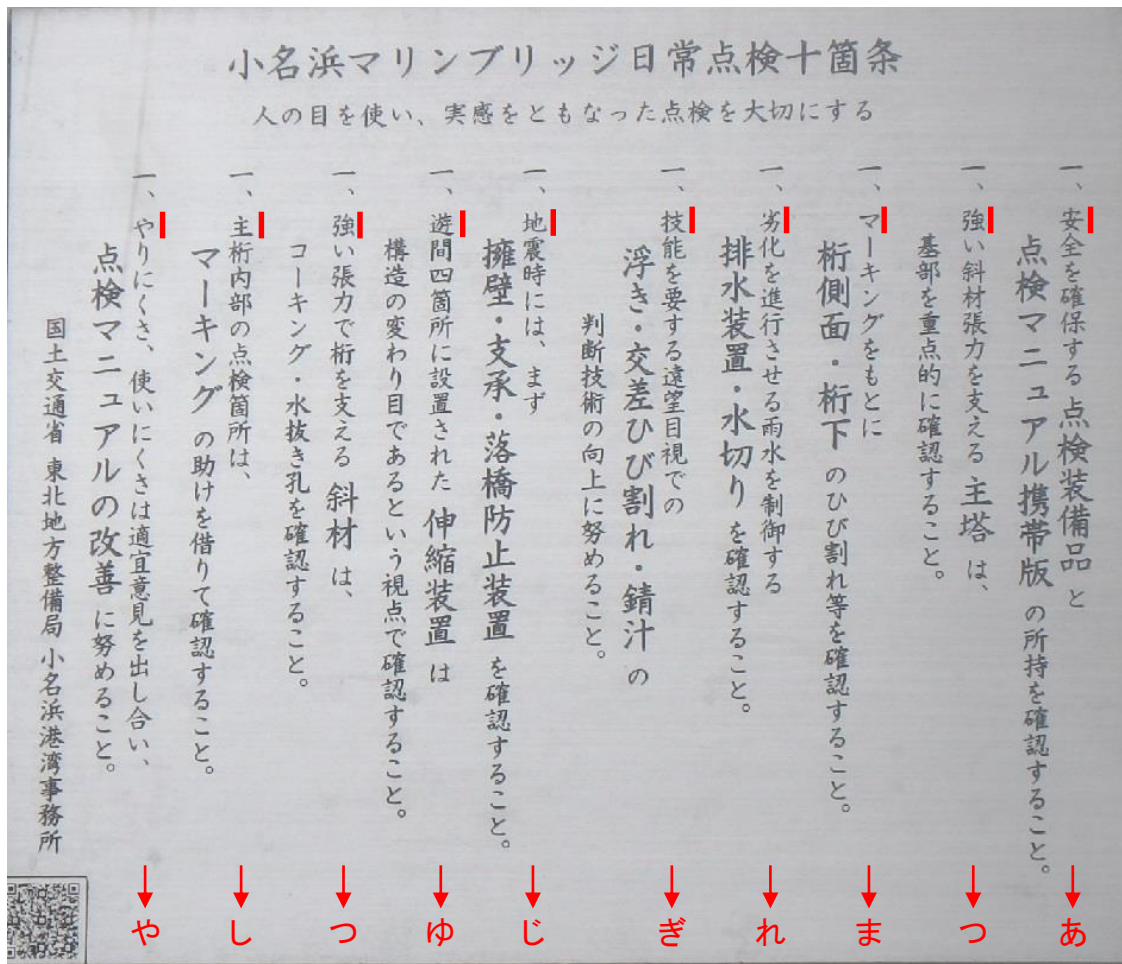 小名浜マリンブリッジ日常点検十箇条
人の目を使い、実感をともなった点検を大切にする
一、安全を確保する点検装備品と
点検マニュアル携帯版の所持を確認すること。
一、強い斜材張力を支える主塔は、
基部を重点的に確認すること。
一、マーキングをもとに
桁側面・桁下のひび割れ等を確認すること。
一、劣化を進行させる雨水を制御する
排水装置・水切りを確認すること。
一、技能を要する遠望目視での
浮き・交差ひび割れ・錆汁の
判断技術の向上に努めること。
一、地震時には、まず
擁壁・支承・落橋防止装置を確認すること。
一、遊間四箇所に設置された伸縮装置は
構造の変わり目であるという視点で確認すること。
一、強い張力で桁を支える斜材は、
コーキング・水抜き孔を確認すること。
一、主桁内部の点検箇所は、
マーキングの助けを借りて確認すること。
一、やりにくさ、使いにくさは適宜意見を出し合い、
点検マニュアルの改善に努めること。
国土交通省 東北地方整備局 小名浜港湾事務所
あ
つ
ま
れ
ぎ
じ
ゆ
つ
し
や